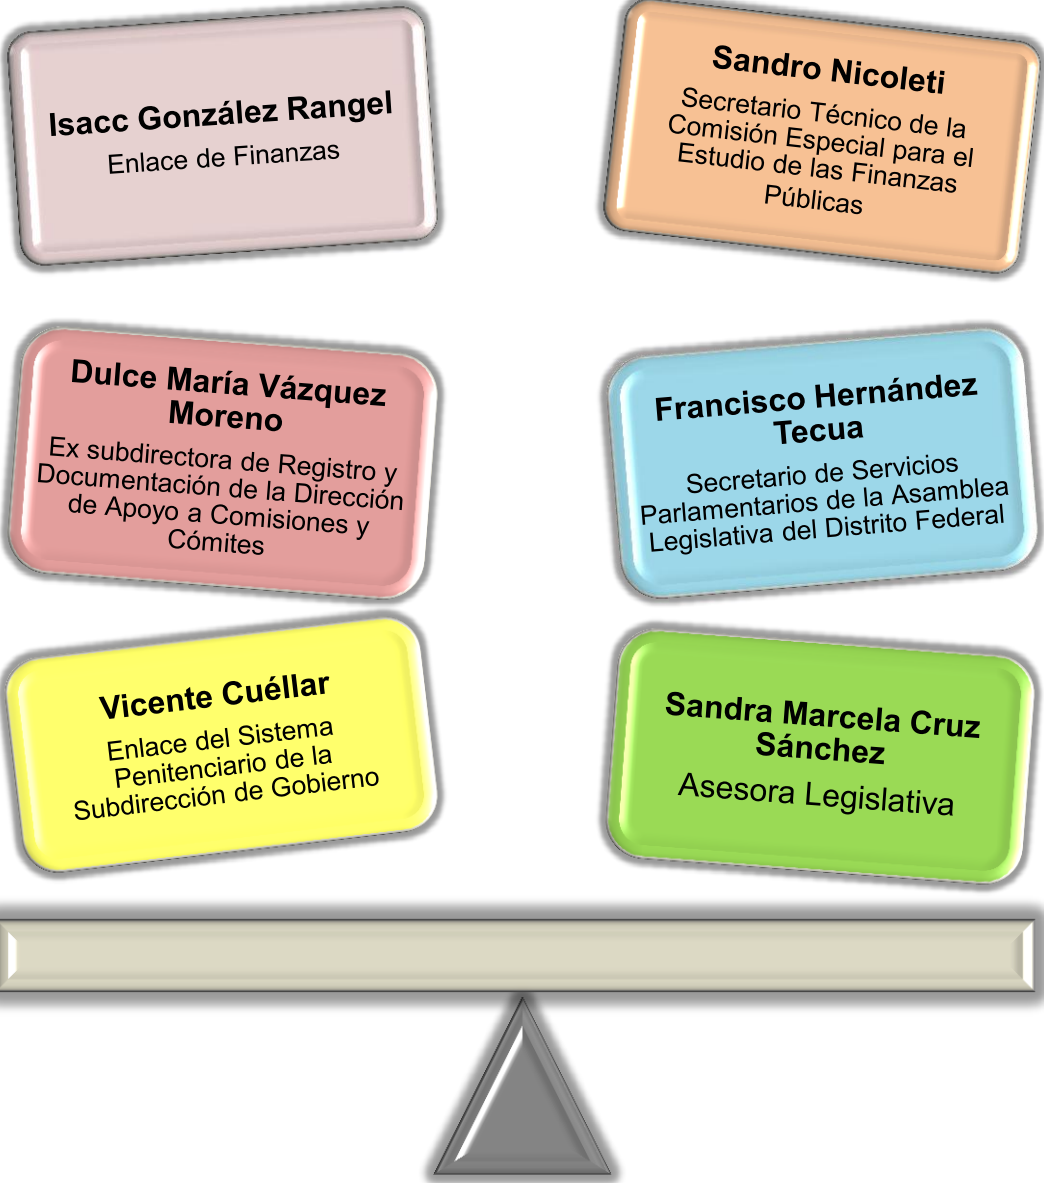 Isacc González Rangel
Enlace de Finanzas
Sandro Nicoleti
Secretario Técnico de la
Comisión Especial para el
Estudio de las Finanzas
Públicas
Dulce María Vázquez
Moreno
Ex subdirectora de Registro y
Documentación de la Dirección
de Apoyo a Comisiones y
Cómites
Francisco Hernández
Tecua
Secretario de Servicios
Parlamentarios de la Asamblea
Legislativa del Distrito Federal
Vicente Cuéllar
Enlace del Sistema
Penitenciario de la
Subdirección de Gobierno
Sandra Marcela Cruz
Sánchez
Asesora Legislativa